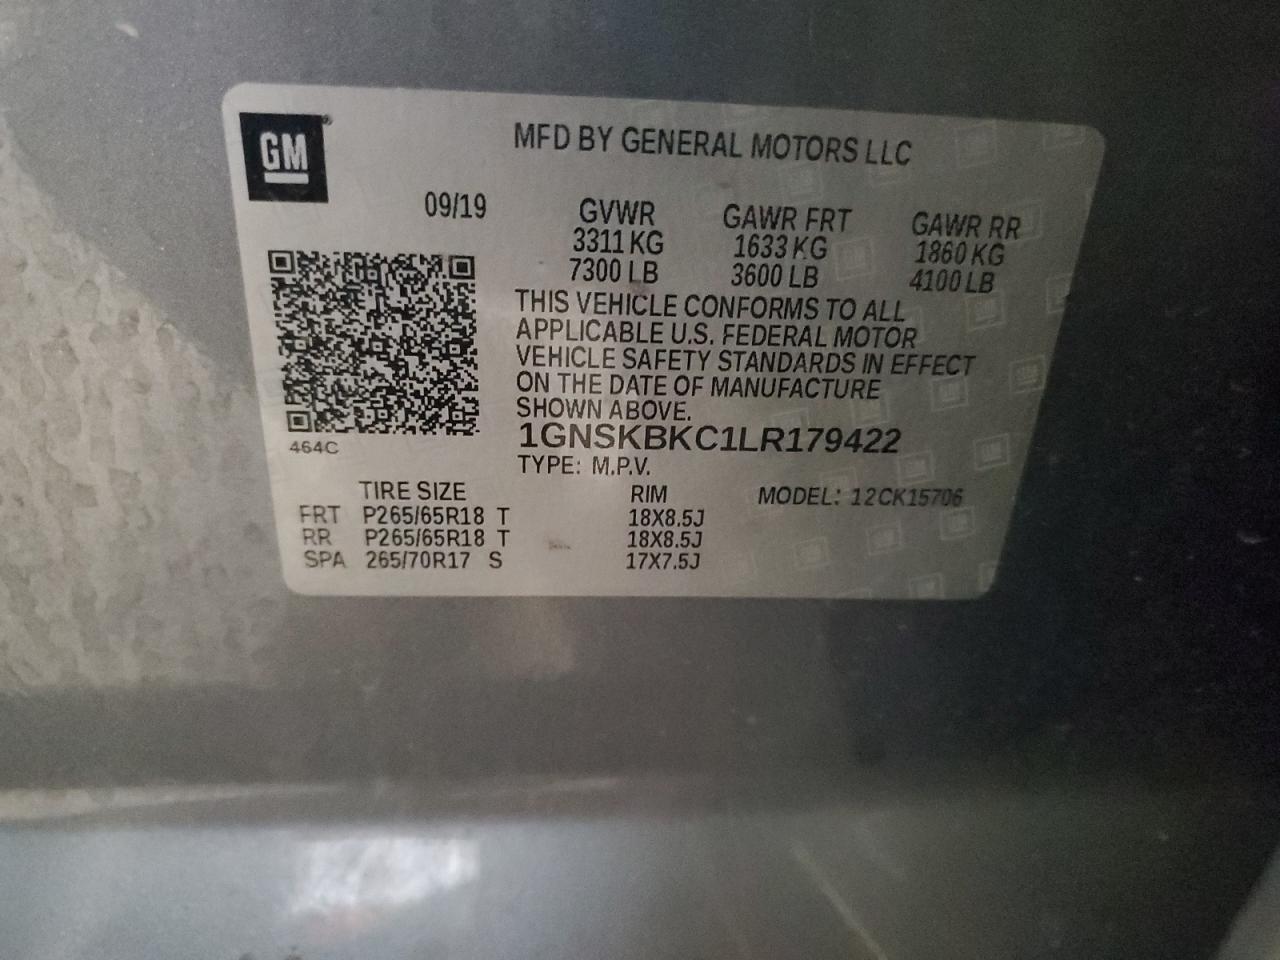 GM®
MFD BY GENERAL MOTORS LLC
09/19
GVWR GAWR FRT GAWR RR
3311 KG 1633 KG 1860 KG
7300 LB 3600 LB 4100 LB
THIS VEHICLE CONFORMS TO ALL
APPLICABLE U.S. FEDERAL MOTOR
VEHICLE SAFETY STANDARDS IN EFFECT
ON THE DATE OF MANUFACTURE
SHOWN ABOVE.
1GNSKBKC1LR179422
464C
TYPE: M.P.V.
TIRE SIZE RIM MODEL: 12CK15706
FRT P265/65R18 T 18X8.5J
RR P265/65R18 T 18X8.5J
SPA 265/70R17 S 17X7.5J